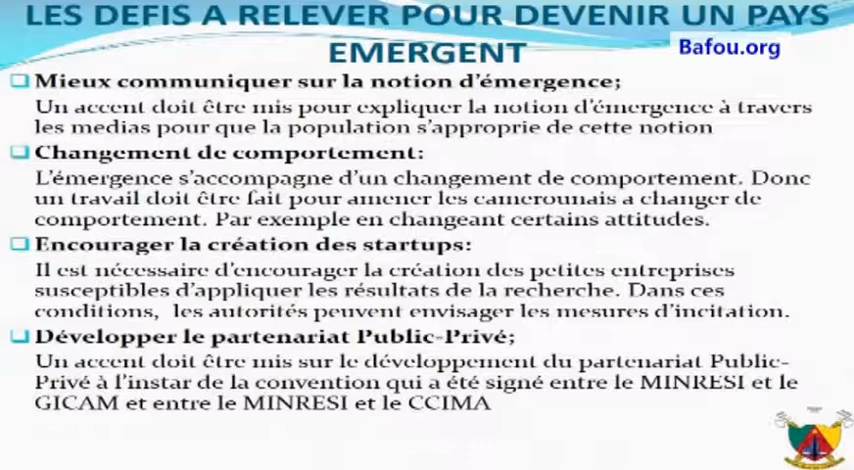 LES DEFIS A RELEVER POUR DEVENIR UN PAYS
EMERGENT
Bafou.org
Mieux communiquer sur la notion d'émergence;
Un accent doit être mis pour expliquer la notion d'émergence à travers
les medias pour que la population s'approprie de cette notion
Changement de comportement:
L'émergence s'accompagne d'un changement de comportement. Donc
un travail doit être fait pour amener les camerounais a changer de
comportement. Par exemple en changeant certains attitudes.
Encourager la création des startups:
Il est nécessaire d'encourager la création des petites entreprises
susceptibles d'appliquer les résultats de la recherche. Dans ces
conditions, les autorités peuvent envisager les mesures d'incitation.
Développer le partenariat Public-Privé;
Un accent doit être mis sur le développement du partenariat Public-
Privé à l'instar de la convention qui a été signé entre le MINRESI et le
GICAM et entre le MINRESI et le CCIMA